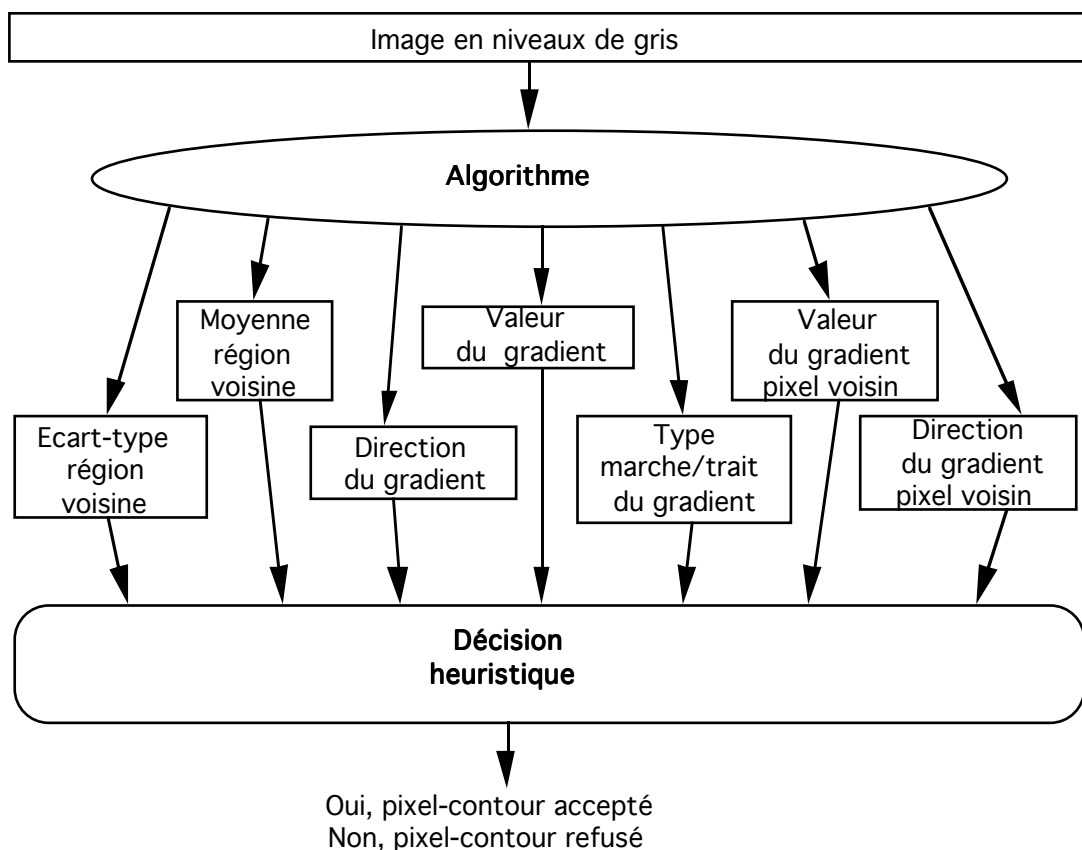 Image en niveaux de gris
Algorithme
Ecart-type
région
voisine
Moyenne
région
voisine
Direction
du gradient
Valeur
du gradient
Type
marche/trait
du gradient
Valeur
du gradient
pixel voisin
Direction
du gradient
pixel voisin
Décision
heuristique
Oui, pixel-contour accepté
Non, pixel-contour refusé